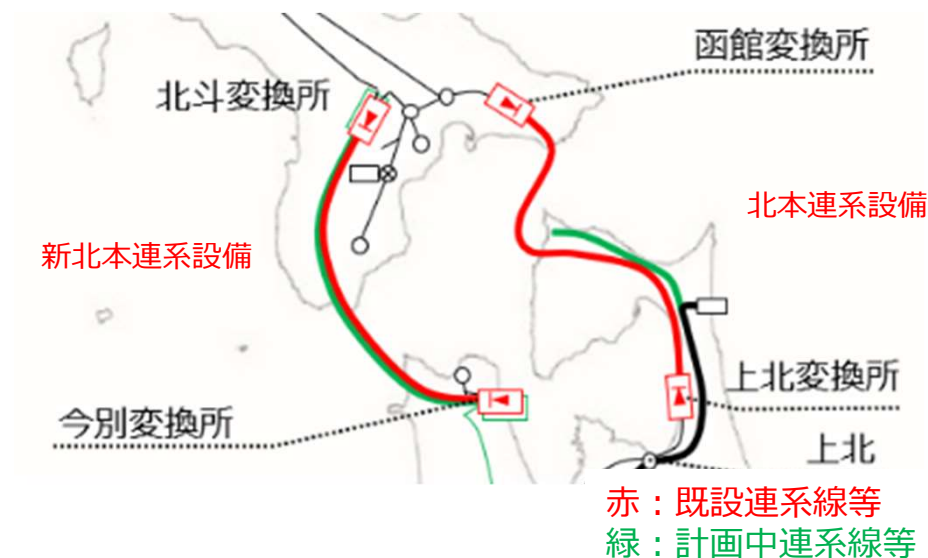 函館変換所
北斗変換所
北本連系設備
新北本連系設備
上北変換所
今別変換所
上北
赤：既設連系線等
緑：計画中連系線等